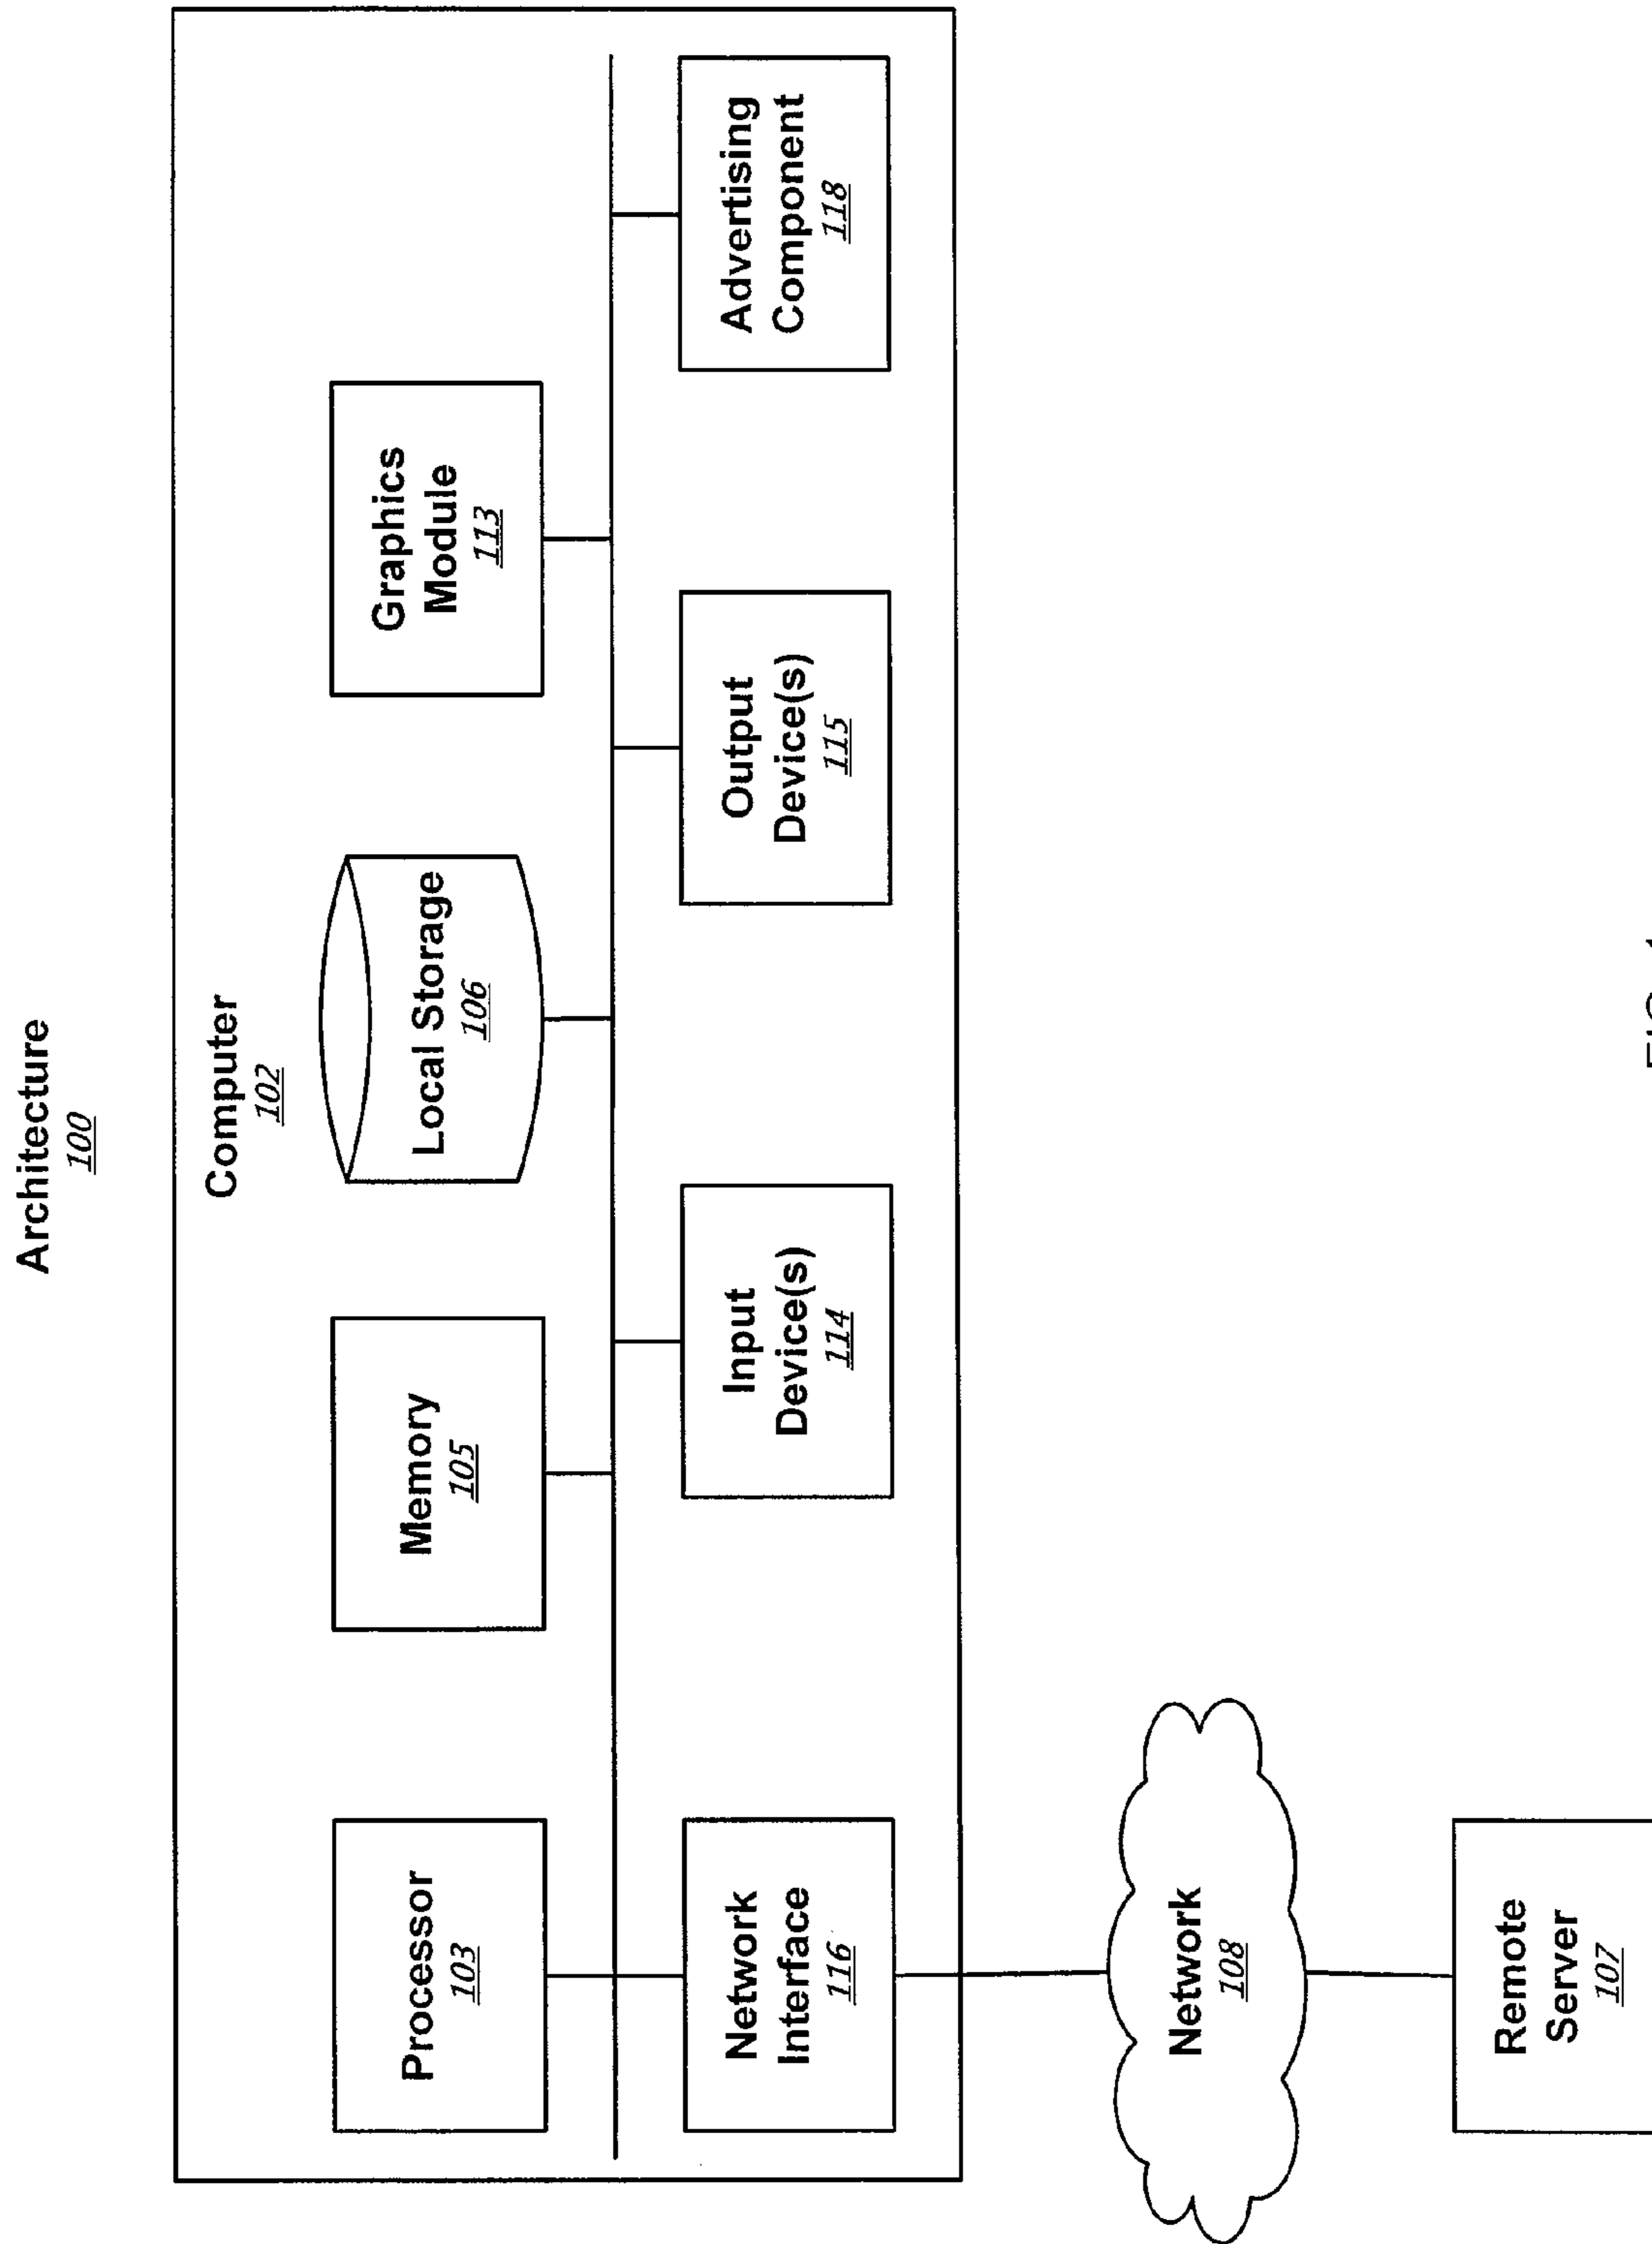 Architecture
100
Computer
102
Processor
103
Memory
105
Local Storage
106
Graphics
Module
113
Network
Interface
116
Input
Device(s)
114
Output
Device(s)
115
Advertising
Component
118
Network
108
Remote
Server
107